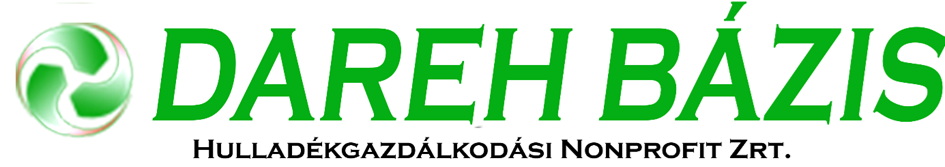 DAREH BÁZIS
HULLADÉKGAZDÁLKODÁSI NONPROFIT ZRT.